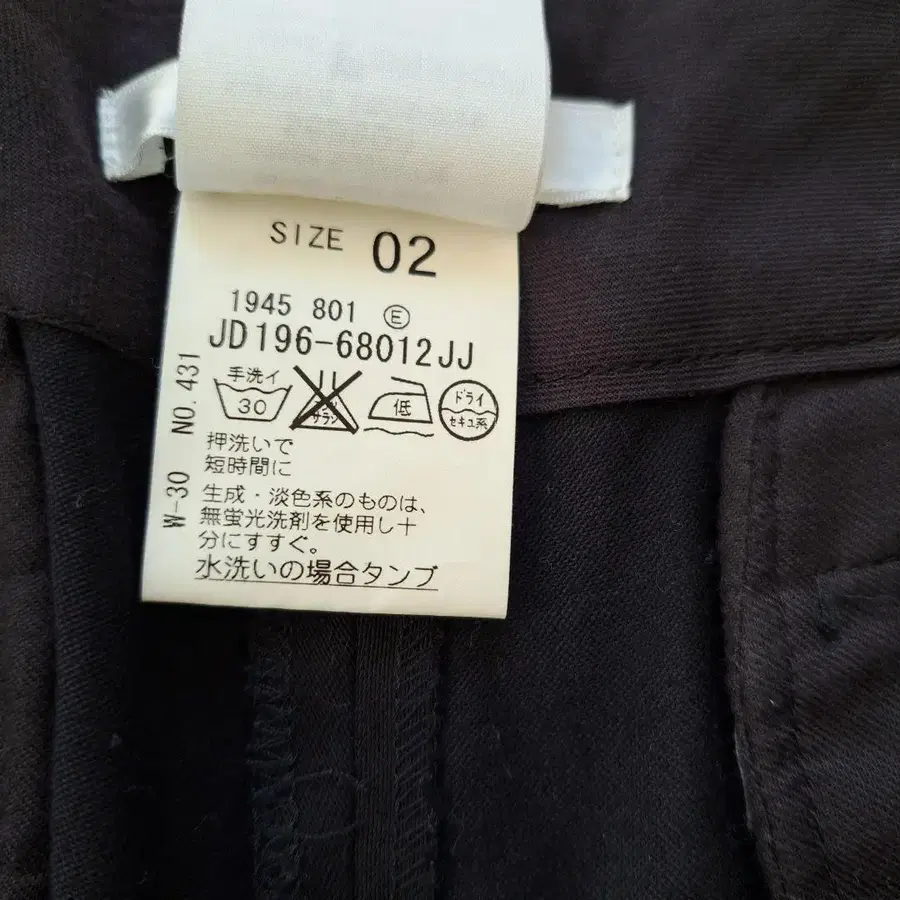 SIZE 02
1945 801 Ⓔ
JD196-68012JJ
手洗イ
30
サラシ
低
ドライ
セキユ系
押洗いで
短時間に
生成・淡色系のものは、
無蛍光洗剤を使用し十
分にすすぐ。
水洗いの場合タンブ
W-30 NO.431